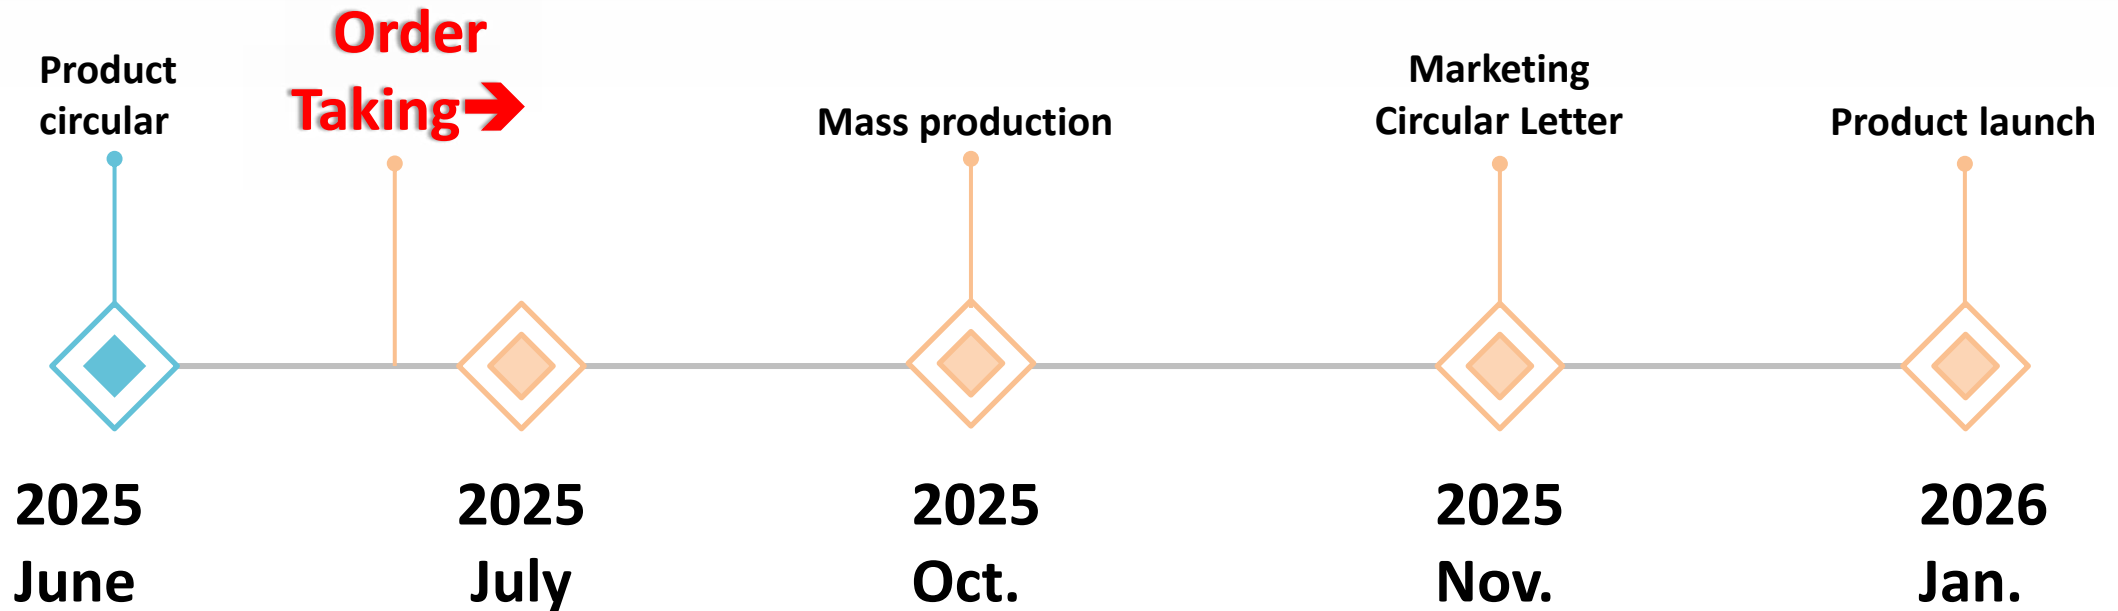 Product
circular
Order
Taking➔
Mass production
Marketing
Circular Letter
Product launch
2025
June
2025
July
2025
Oct.
2025
Nov.
2026
Jan.